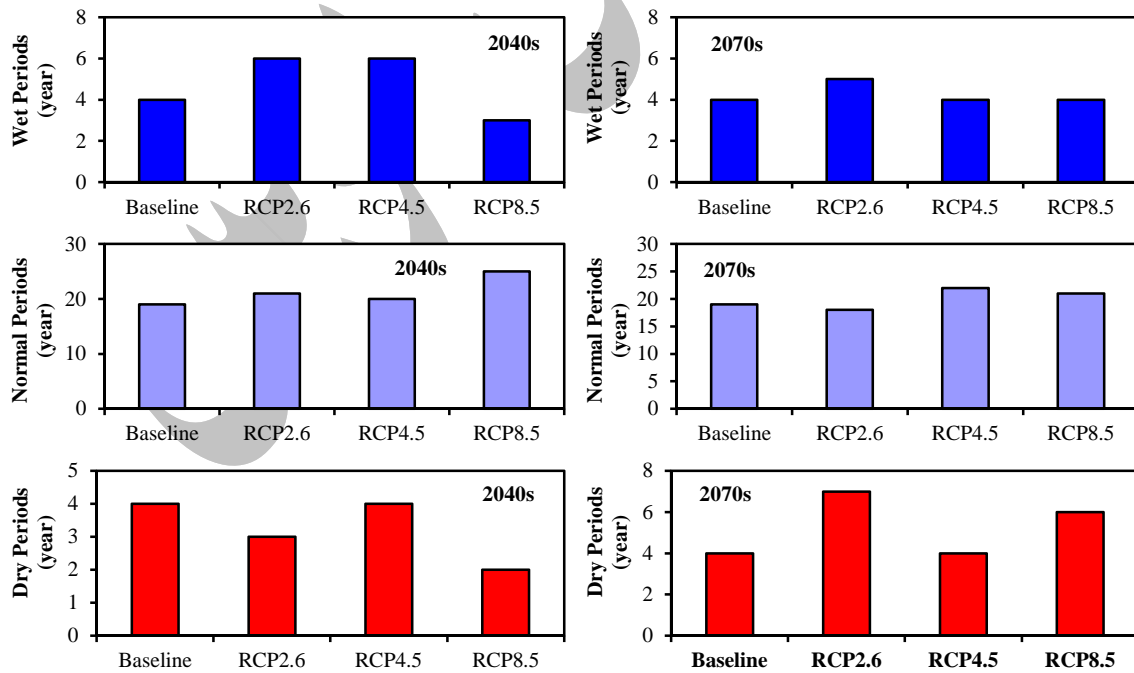 Wet Periods
(year)
8
6
4
2
0
2040s
Baseline RCP2.6 RCP4.5 RCP8.5
Wet Periods
(year)
8
6
4
2
0
2070s
Baseline RCP2.6 RCP4.5 RCP8.5
Normal Periods
(year)
30
20
10
0
2040s
Baseline RCP2.6 RCP4.5 RCP8.5
Normal Periods
(year)
30
25
20
15
10
5
0
2070s
Baseline RCP2.6 RCP4.5 RCP8.5
Dry Periods
(year)
5
4
3
2
1
0
2040s
Baseline RCP2.6 RCP4.5 RCP8.5
Dry Periods
(year)
8
6
4
2
0
2070s
Baseline RCP2.6 RCP4.5 RCP8.5